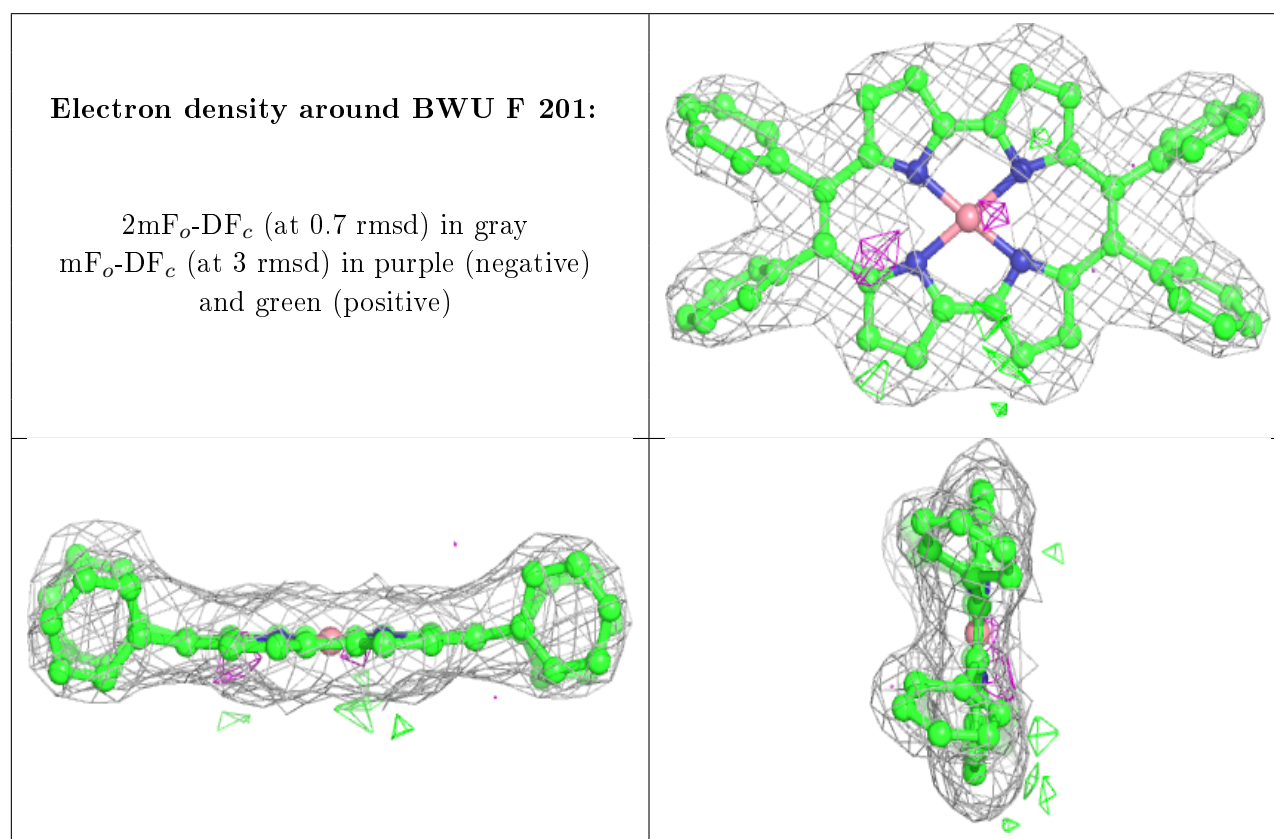 Electron density around BWU F 201:
2mFo-DFc (at 0.7 rmsd) in gray
mFo-DFc (at 3 rmsd) in purple (negative)
and green (positive)